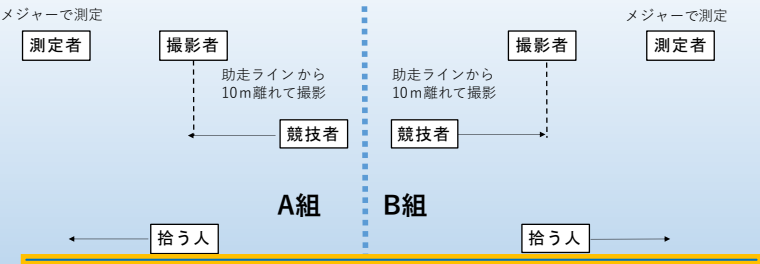 メジャーで測定
測定者
撮影者
助走ラインから
10m離れて撮影
競技者
A組
拾う人
メジャーで測定
撮影者
測定者
助走ラインから
10m離れて撮影
競技者
B組
拾う人